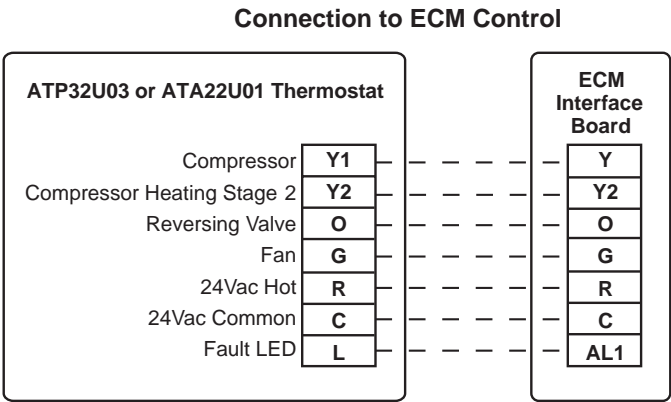 Connection to ECM Control
ATP32U03 or ATA22U01 Thermostat
ECM
Interface
Board
Compressor Y1 Y
Compressor Heating Stage 2 Y2 Y2
Reversing Valve O O
Fan G G
24Vac Hot R R
24Vac Common C C
Fault LED L AL1